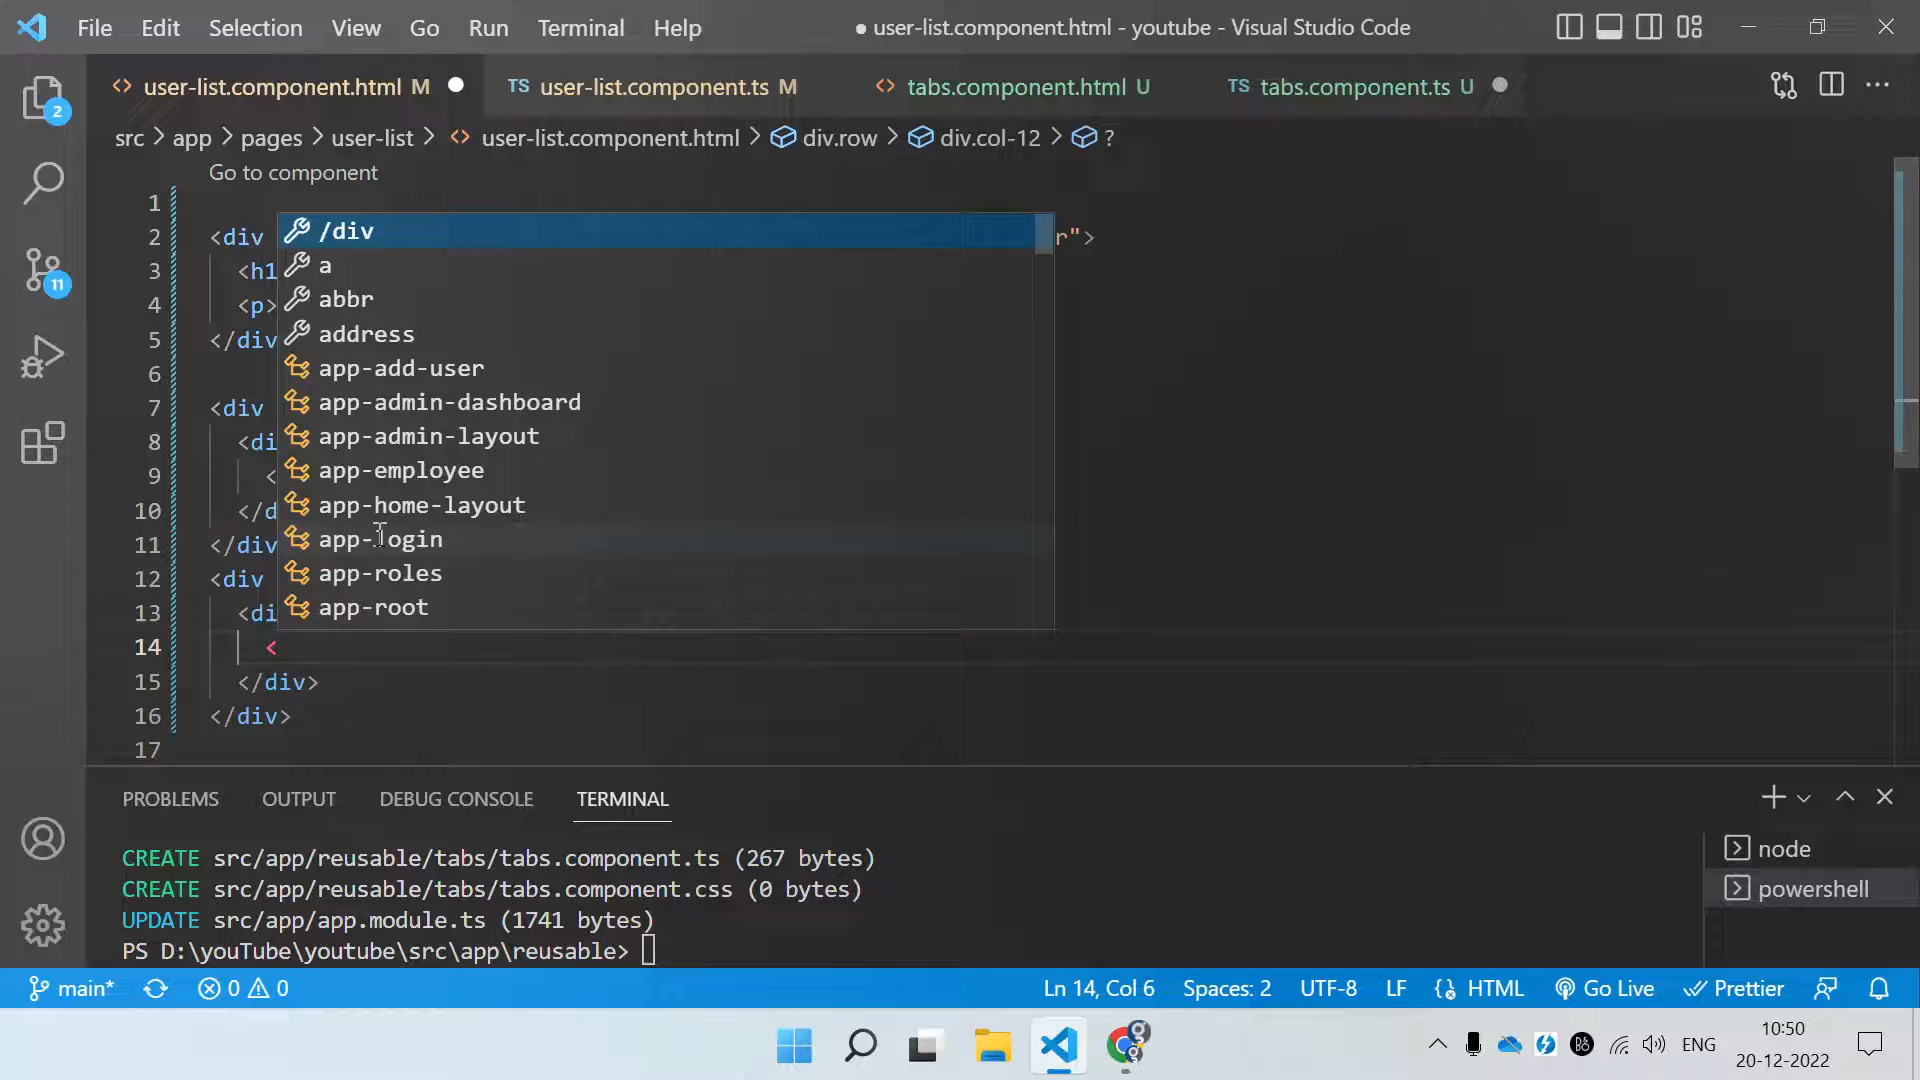 File Edit Selection View Go Run Terminal Help
● user-list.component.html - youtube - Visual Studio Code
user-list.component.html M
TS user-list.component.ts M
tabs.component.html U
TS tabs.component.ts U
src > app > pages > user-list > <> user-list.component.html > div.row > div.col-12 > ?
Go to component
1
2 <div r">
3 <h1
4 <p>
5 </div
6
7 <div
8 <di
9 <
10 </d
11 </div
12 <div
13 <di
14 <
15 </div>
16 </div>
17
/div
a
abbr
address
app-add-user
app-admin-dashboard
app-admin-layout
app-employee
app-home-layout
app-login
app-roles
app-root
2
11
PROBLEMS OUTPUT DEBUG CONSOLE TERMINAL
CREATE src/app/reusable/tabs/tabs.component.ts (267 bytes)
CREATE src/app/reusable/tabs/tabs.component.css (0 bytes)
UPDATE src/app/app.module.ts (1741 bytes)
PS D:\youTube\youtube\src\app\reusable>
node
powershell
main* 0 0 Ln 14, Col 6 Spaces: 2 UTF-8 LF HTML Go Live Prettier
ENG
10:50
20-12-2022